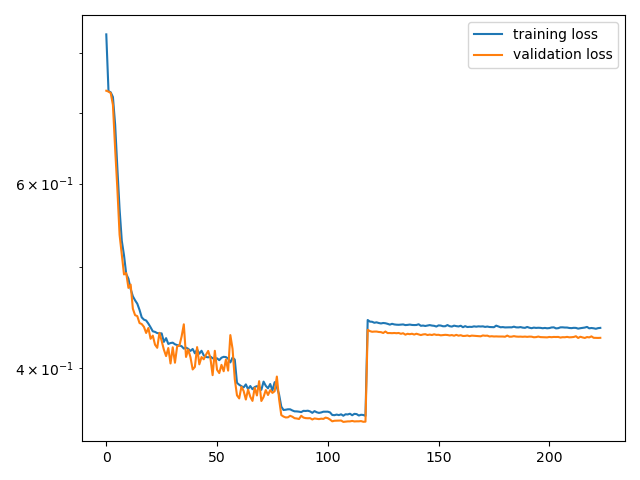 training loss
validation loss
6 × 10⁻¹
4 × 10⁻¹
0 50 100 150 200